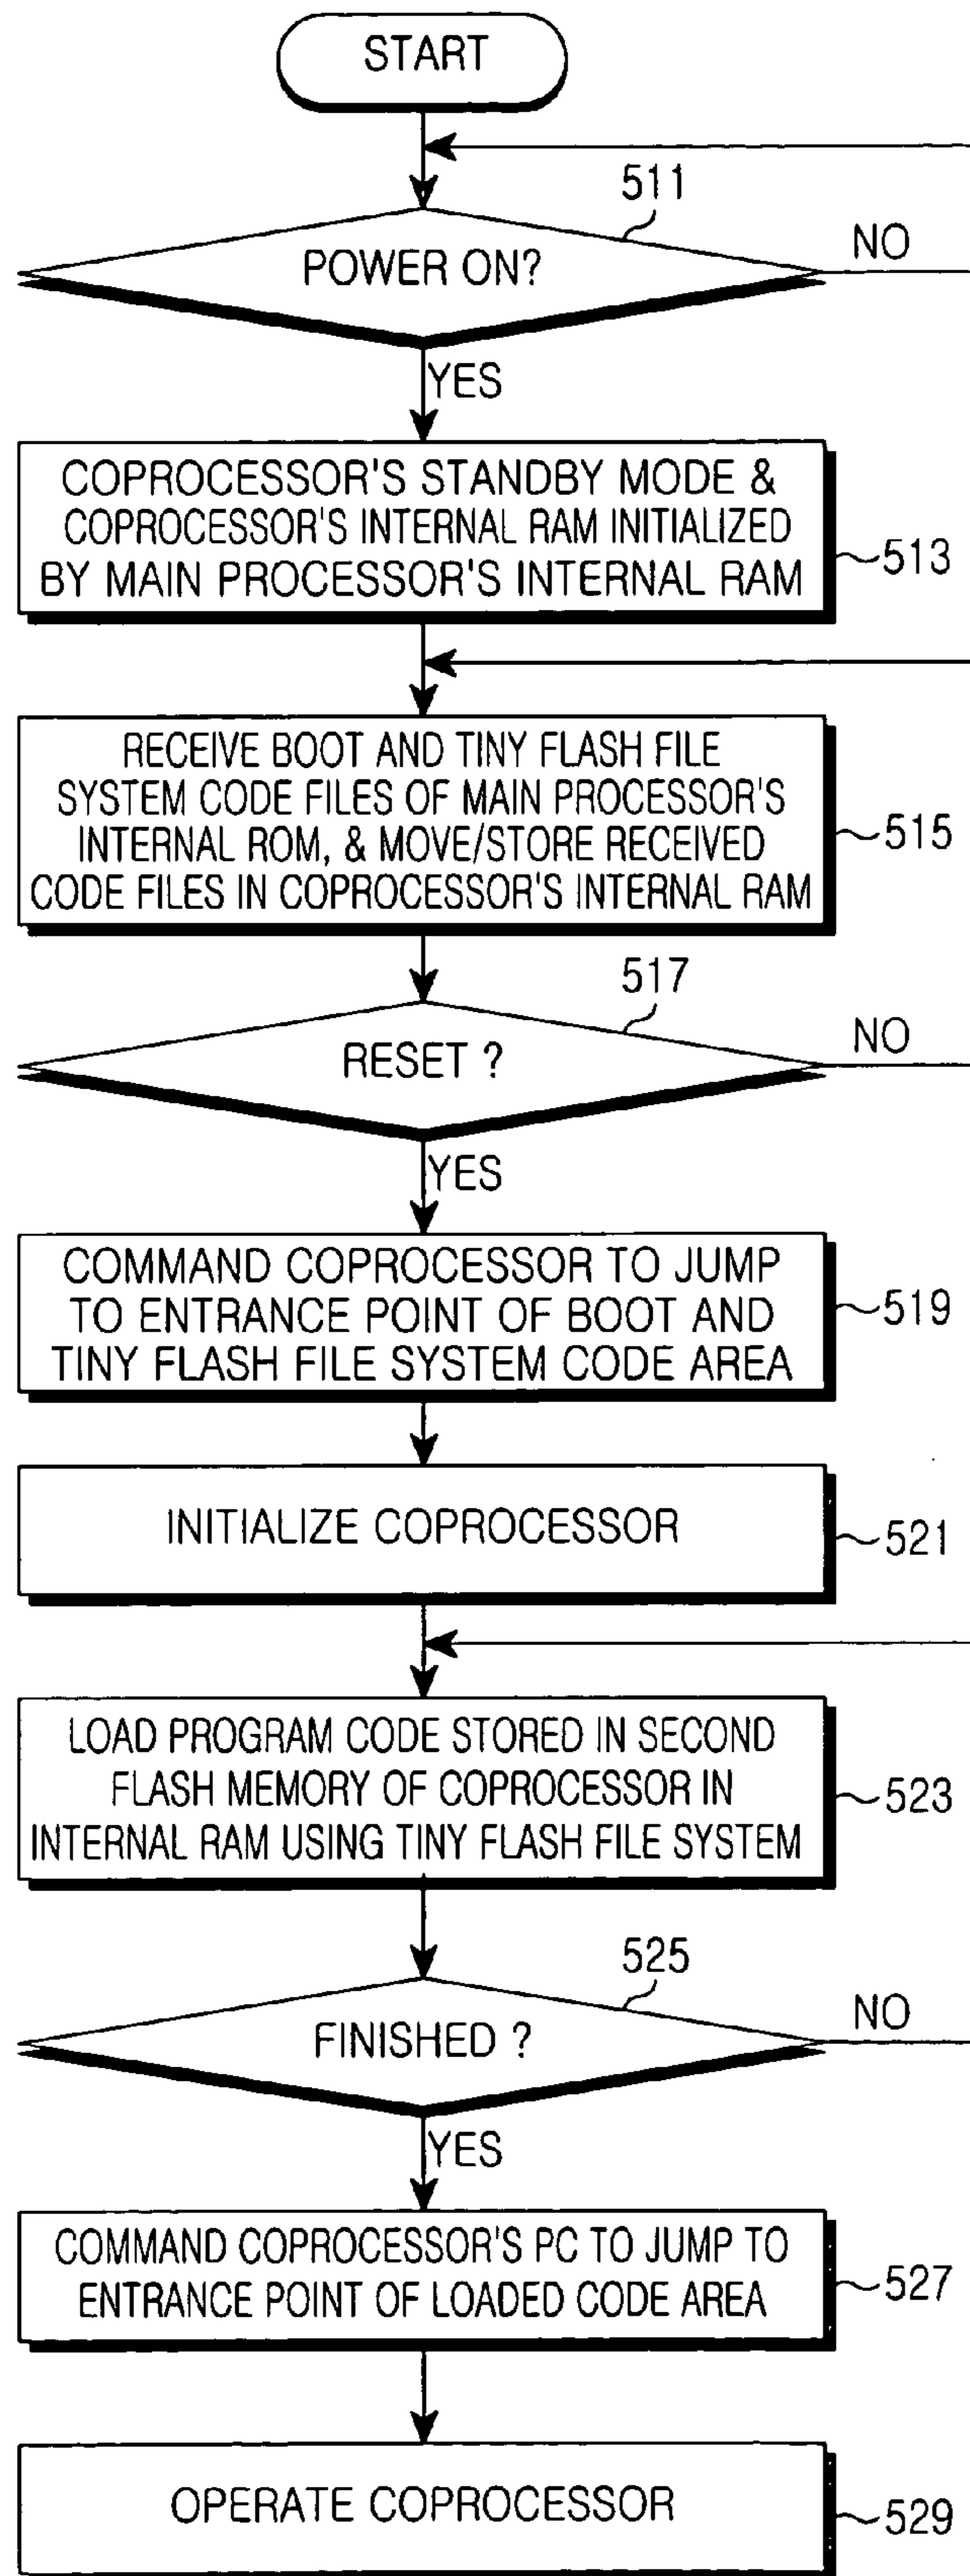 START
511
POWER ON?
NO
YES
COPROCESSOR'S STANDBY MODE &
COPROCESSOR'S INTERNAL RAM INITIALIZED
BY MAIN PROCESSOR'S INTERNAL RAM
513
RECEIVE BOOT AND TINY FLASH FILE
SYSTEM CODE FILES OF MAIN PROCESSOR'S
INTERNAL ROM, & MOVE/STORE RECEIVED
CODE FILES IN COPROCESSOR'S INTERNAL RAM
515
517
RESET ?
NO
YES
COMMAND COPROCESSOR TO JUMP
TO ENTRANCE POINT OF BOOT AND
TINY FLASH FILE SYSTEM CODE AREA
519
INITIALIZE COPROCESSOR
521
LOAD PROGRAM CODE STORED IN SECOND
FLASH MEMORY OF COPROCESSOR IN
INTERNAL RAM USING TINY FLASH FILE SYSTEM
523
525
FINISHED ?
NO
YES
COMMAND COPROCESSOR'S PC TO JUMP TO
ENTRANCE POINT OF LOADED CODE AREA
527
OPERATE COPROCESSOR
529